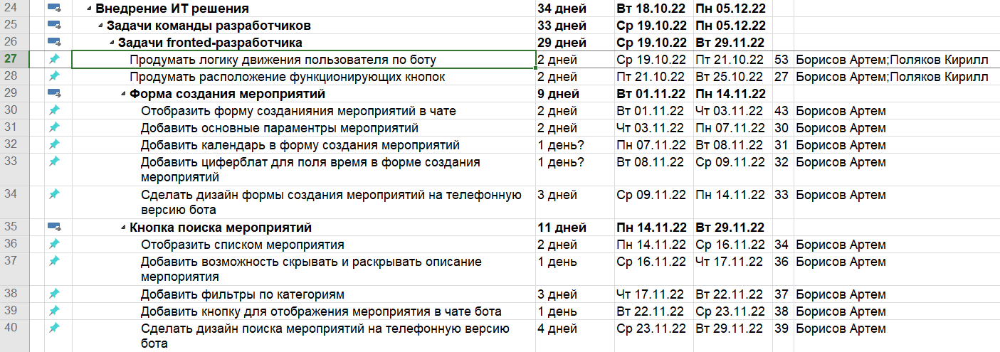 24 Внедрение ИТ решения 34 дней Вт 18.10.22 Пн 05.12.22
25 Задачи команды разработчиков 33 дней Ср 19.10.22 Пн 05.12.22
26 Задачи fronted-разработчика 29 дней Ср 19.10.22 Вт 29.11.22
27 Продумать логику движения пользователя по боту 2 дней Ср 19.10.22 Пт 21.10.22 53 Борисов Артем;Поляков Кирилл
28 Продумать расположение функционирующих кнопок 2 дней Пт 21.10.22 Вт 25.10.22 27 Борисов Артем;Поляков Кирилл
29 Форма создания мероприятий 9 дней Вт 01.11.22 Пн 14.11.22
30 Отобразить форму созданияния мероприятий в чате 2 дней Вт 01.11.22 Чт 03.11.22 43 Борисов Артем
31 Добавить основные параментры мероприятий 2 дней Чт 03.11.22 Пн 07.11.22 30 Борисов Артем
32 Добавить календарь в форму создания мероприятий 1 день? Пн 07.11.22 Вт 08.11.22 31 Борисов Артем
33 Добавить циферблат для поля время в форме создания 1 день? Вт 08.11.22 Ср 09.11.22 32 Борисов Артем
мероприятий
34 Сделать дизайн формы создания мероприятий на телефонную 3 дней Ср 09.11.22 Пн 14.11.22 33 Борисов Артем
версию бота
35 Кнопка поиска мероприятий 11 дней Пн 14.11.22 Вт 29.11.22
36 Отобразить списком мероприятия 2 дней Пн 14.11.22 Ср 16.11.22 34 Борисов Артем
37 Добавить возможность скрывать и раскрывать описание 1 день Ср 16.11.22 Чт 17.11.22 36 Борисов Артем
мерпориятия
38 Добавить фильтры по категориям 3 дней Чт 17.11.22 Вт 22.11.22 37 Борисов Артем
39 Добавить кнопку для отображения мероприятия в чате бота 1 день Вт 22.11.22 Ср 23.11.22 38 Борисов Артем
40 Сделать дизайн поиска мероприятий на телефонную версию 4 дней Ср 23.11.22 Вт 29.11.22 39 Борисов Артем
бота